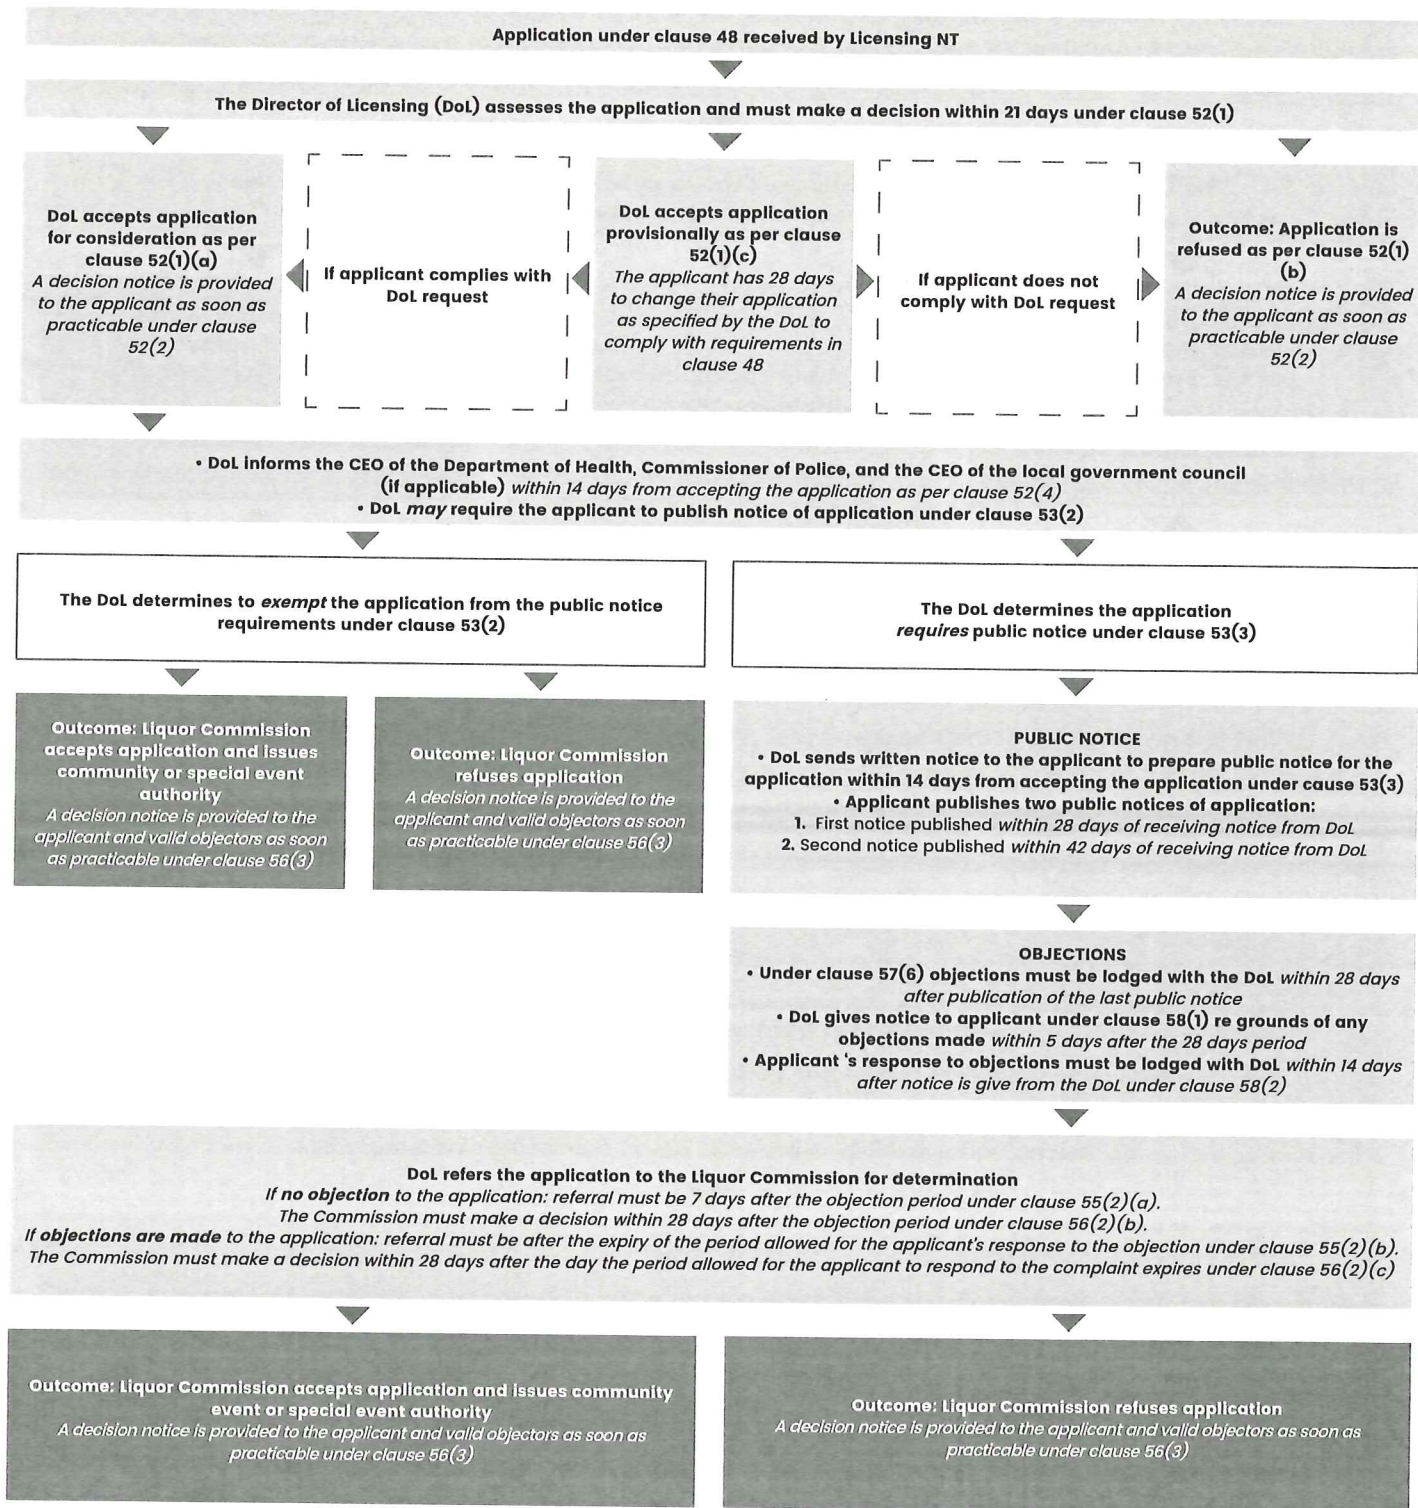 Application under clause 48 received by Licensing NT
The Director of Licensing (DoL) assesses the application and must make a decision within 21 days under clause 52(1)
DoL accepts application
for consideration as per
clause 52(1)(a)
A decision notice is provided
to the applicant as soon as
practicable under clause
52(2)
If applicant complies with
DoL request
DoL accepts application
provisionally as per clause
52(1)(c)
The applicant has 28 days
to change their application
as specified by the DoL to
comply with requirements in
clause 48
If applicant does not
comply with DoL request
Outcome: Application is
refused as per clause 52(1)
(b)
A decision notice is provided
to the applicant as soon as
practicable under clause
52(2)
• DoL informs the CEO of the Department of Health, Commissioner of Police, and the CEO of the local government council
(if applicable) within 14 days from accepting the application as per clause 52(4)
• DoL may require the applicant to publish notice of application under clause 53(2)
The DoL determines to exempt the application from the public notice
requirements under clause 53(2)
The DoL determines the application
requires public notice under clause 53(3)
Outcome: Liquor Commission
accepts application and issues
community or special event
authority
A decision notice is provided to the
applicant and valid objectors as soon
as practicable under clause 56(3)
Outcome: Liquor Commission
refuses application
A decision notice is provided to the
applicant and valid objectors as soon
as practicable under clause 56(3)
PUBLIC NOTICE
• DoL sends written notice to the applicant to prepare public notice for the
application within 14 days from accepting the application under cause 53(3)
• Applicant publishes two public notices of application:
1. First notice published within 28 days of receiving notice from DoL
2. Second notice published within 42 days of receiving notice from DoL
OBJECTIONS
• Under clause 57(6) objections must be lodged with the DoL within 28 days
after publication of the last public notice
• DoL gives notice to applicant under clause 58(1) re grounds of any
objections made within 5 days after the 28 days period
• Applicant 's response to objections must be lodged with DoL within 14 days
after notice is give from the DoL under clause 58(2)
DoL refers the application to the Liquor Commission for determination
If no objection to the application: referral must be 7 days after the objection period under clause 55(2)(a).
The Commission must make a decision within 28 days after the objection period under clause 56(2)(b).
If objections are made to the application: referral must be after the expiry of the period allowed for the applicant's response to the objection under clause 55(2)(b).
The Commission must make a decision within 28 days after the day the period allowed for the applicant to respond to the complaint expires under clause 56(2)(c)
Outcome: Liquor Commission accepts application and issues community
event or special event authority
A decision notice is provided to the applicant and valid objectors as soon as
practicable under clause 56(3)
Outcome: Liquor Commission refuses application
A decision notice is provided to the applicant and valid objectors as soon as
practicable under clause 56(3)